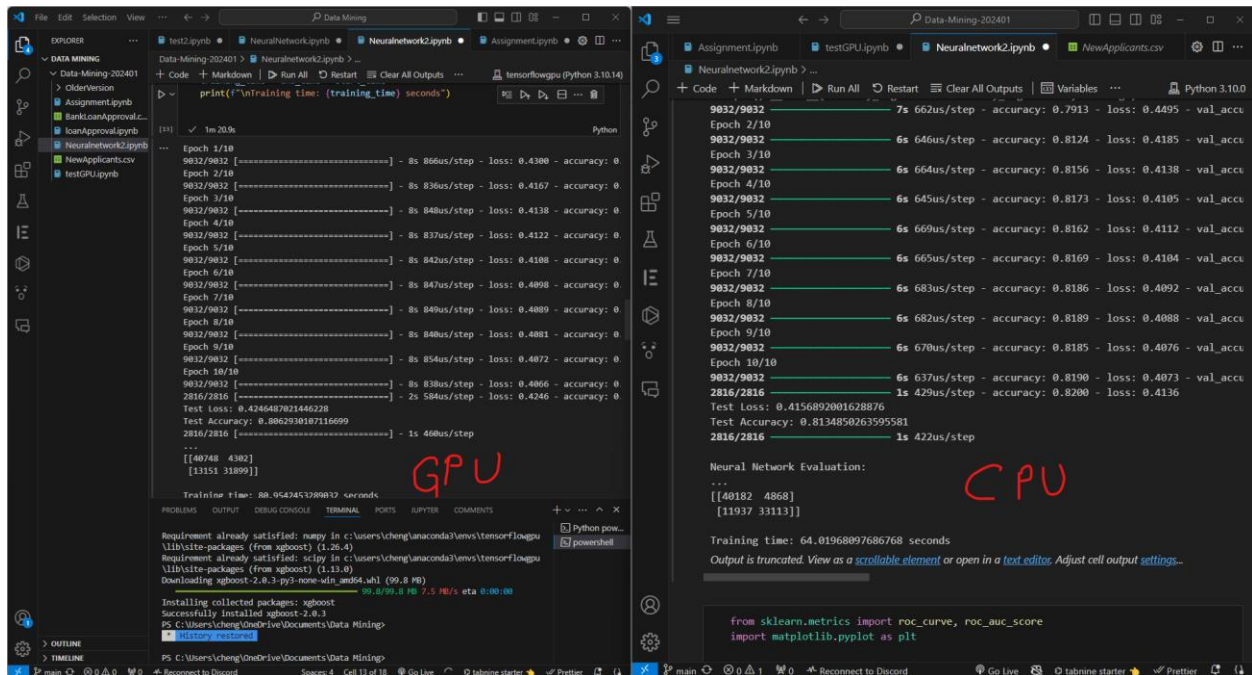 File Edit Selection View ... Data Mining
EXPLORER ...
DATA MINING
Data-Mining-202401
OlderVersion
Assignment.ipynb
BankLoanApproval.c...
loanApproval.ipynb
Neuralnetwork2.ipynb
NewApplicants.csv
testGPU.ipynb
OUTLINE
TIMELINE
test2.ipynb NeuralNetwork.ipynb Neuralnetwork2.ipynb Assignment.ipynb
Data-Mining-202401 > Neuralnetwork2.ipynb > ...
+ Code + Markdown | Run All Restart Clear All Outputs ... tensorflowgpu (Python 3.10.14)
print(f"\nTraining time: {training_time} seconds")
[13] ✓ 1m 20.9s Python
Epoch 1/10
9032/9032 [==============================] - 8s 866us/step - loss: 0.4300 - accuracy: 0.
Epoch 2/10
9032/9032 [==============================] - 8s 836us/step - loss: 0.4167 - accuracy: 0.
Epoch 3/10
9032/9032 [==============================] - 8s 848us/step - loss: 0.4138 - accuracy: 0.
Epoch 4/10
9032/9032 [==============================] - 8s 837us/step - loss: 0.4122 - accuracy: 0.
Epoch 5/10
9032/9032 [==============================] - 8s 842us/step - loss: 0.4108 - accuracy: 0.
Epoch 6/10
9032/9032 [==============================] - 8s 847us/step - loss: 0.4098 - accuracy: 0.
Epoch 7/10
9032/9032 [==============================] - 8s 849us/step - loss: 0.4089 - accuracy: 0.
Epoch 8/10
9032/9032 [==============================] - 8s 840us/step - loss: 0.4081 - accuracy: 0.
Epoch 9/10
9032/9032 [==============================] - 8s 854us/step - loss: 0.4072 - accuracy: 0.
Epoch 10/10
9032/9032 [==============================] - 8s 838us/step - loss: 0.4066 - accuracy: 0.
2816/2816 [==============================] - 2s 584us/step - loss: 0.4246 - accuracy: 0.
Test Loss: 0.4246487021446228
Test Accuracy: 0.8062930107116699
2816/2816 [==============================] - 1s 460us/step
...
[[40748 4302]
[13151 31899]]
GPU
Training time: 80.9542453289032 seconds
PROBLEMS OUTPUT DEBUG CONSOLE TERMINAL PORTS JUPYTER COMMENTS
Python pow...
powershell
Requirement already satisfied: numpy in c:\users\cheng\anaconda3\envs\tensorflowgpu
\lib\site-packages (from xgboost) (1.26.4)
Requirement already satisfied: scipy in c:\users\cheng\anaconda3\envs\tensorflowgpu
\lib\site-packages (from xgboost) (1.13.0)
Downloading xgboost-2.0.3-py3-none-win_amd64.whl (99.8 MB)
99.8/99.8 MB 7.5 MB/s eta 0:00:00
Installing collected packages: xgboost
Successfully installed xgboost-2.0.3
PS C:\Users\cheng\OneDrive\Documents\Data Mining>
* History restored
PS C:\Users\cheng\OneDrive\Documents\Data Mining>
main 0 0 0 Reconnect to Discord Spaces: 4 Cell 13 of 18 Go Live tabnine starter Prettier
Data-Mining-202401
Assignment.ipynb testGPU.ipynb Neuralnetwork2.ipynb NewApplicants.csv
Neuralnetwork2.ipynb > ...
+ Code + Markdown | Run All Restart Clear All Outputs | Variables ... Python 3.10.0
9032/9032 7s 662us/step - accuracy: 0.7913 - loss: 0.4495 - val_accu
Epoch 2/10
9032/9032 6s 646us/step - accuracy: 0.8124 - loss: 0.4185 - val_accu
Epoch 3/10
9032/9032 6s 664us/step - accuracy: 0.8156 - loss: 0.4138 - val_accu
Epoch 4/10
9032/9032 6s 645us/step - accuracy: 0.8173 - loss: 0.4105 - val_accu
Epoch 5/10
9032/9032 6s 669us/step - accuracy: 0.8162 - loss: 0.4112 - val_accu
Epoch 6/10
9032/9032 6s 665us/step - accuracy: 0.8169 - loss: 0.4104 - val_accu
Epoch 7/10
9032/9032 6s 683us/step - accuracy: 0.8186 - loss: 0.4092 - val_accu
Epoch 8/10
9032/9032 6s 682us/step - accuracy: 0.8189 - loss: 0.4088 - val_accu
Epoch 9/10
9032/9032 6s 670us/step - accuracy: 0.8185 - loss: 0.4076 - val_accu
Epoch 10/10
9032/9032 6s 637us/step - accuracy: 0.8190 - loss: 0.4073 - val_accu
2816/2816 1s 429us/step - accuracy: 0.8200 - loss: 0.4136
Test Loss: 0.4156892001628876
Test Accuracy: 0.8134850263595581
2816/2816 1s 422us/step
Neural Network Evaluation:
...
[[40182 4868]
[11937 33113]]
CPU
Training time: 64.01968097686768 seconds
Output is truncated. View as a scrollable element or open in a text editor. Adjust cell output settings...
from sklearn.metrics import roc_curve, roc_auc_score
import matplotlib.pyplot as plt
main 0 1 0 Reconnect to Discord Go Live tabnine starter Prettier